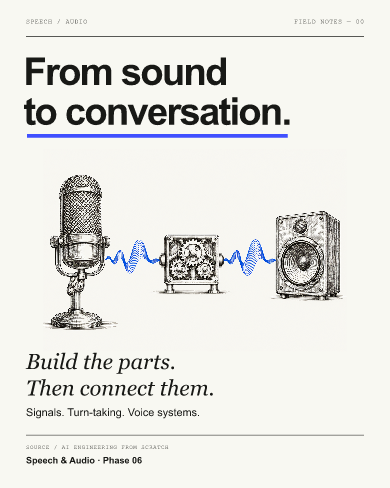 SPEECH / AUDIO
FIELD NOTES — 00
From sound
to conversation.
Build the parts.
Then connect them.
Signals. Turn-taking. Voice systems.
SOURCE / AI ENGINEERING FROM SCRATCH
Speech & Audio · Phase 06